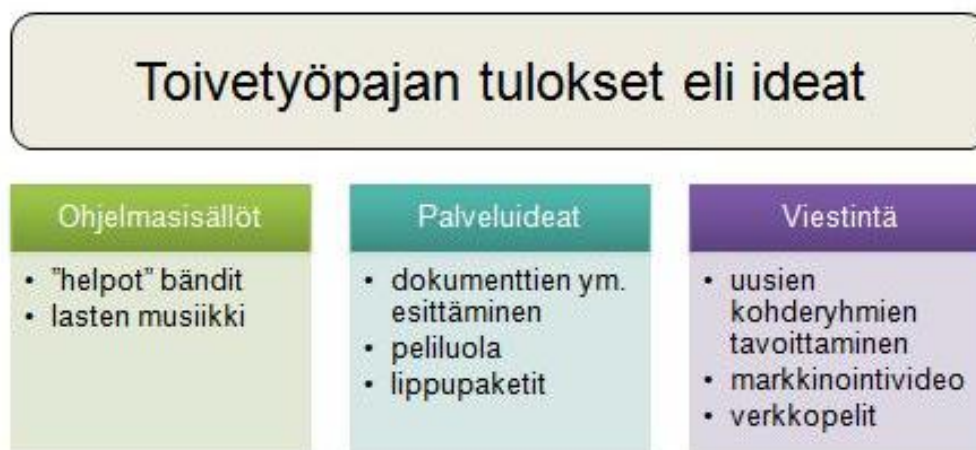 Toivetyöpajan tulokset eli ideat
Ohjelmasisällöt
• "helpot" bändit
• lasten musiikki
Palveluideat
• dokumenttien ym.
esittäminen
• peliluola
• lippupaketit
Viestintä
• uusien
kohderyhmien
tavoittaminen
• markkinointivideo
• verkkopelit